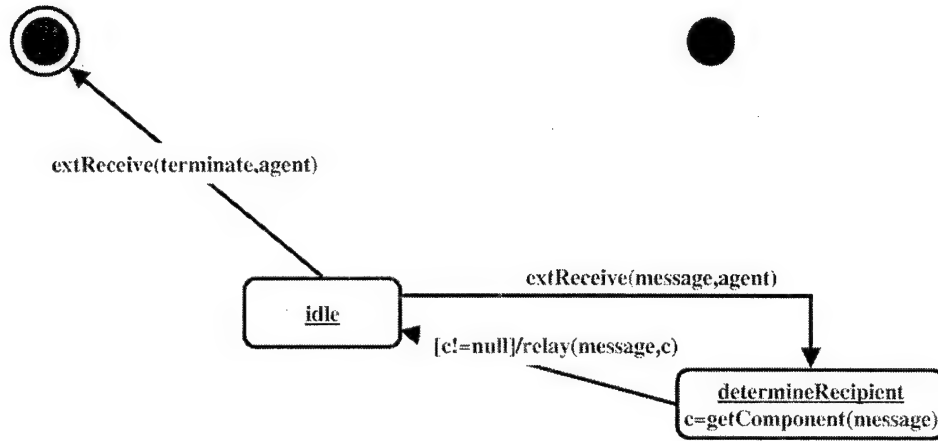 extReceive(terminate,agent)
extReceive(message,agent)
idle
[c!=null]/relay(message,c)
determineRecipient
c=getComponent(message)